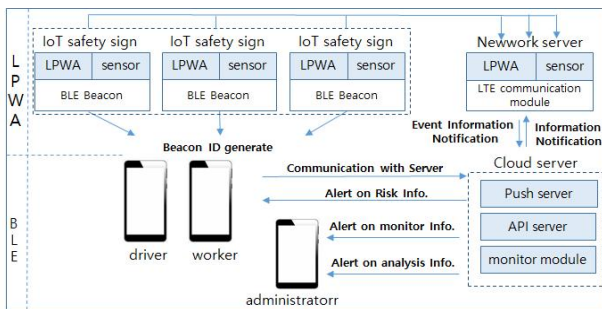 LPWA
IoT safety sign
IoT safety sign
IoT safety sign
Newwork server
LPWA
sensor
LPWA
sensor
LPWA
sensor
LPWA
sensor
BLE Beacon
BLE Beacon
BLE Beacon
LTE communication
module
Beacon ID generate
Event Information
Notification
Information
Notification
BLE
Communication with Server
Alert on Risk Info.
Cloud server
Push server
API server
monitor module
driver
worker
Alert on monitor Info.
Alert on analysis Info.
administratorr